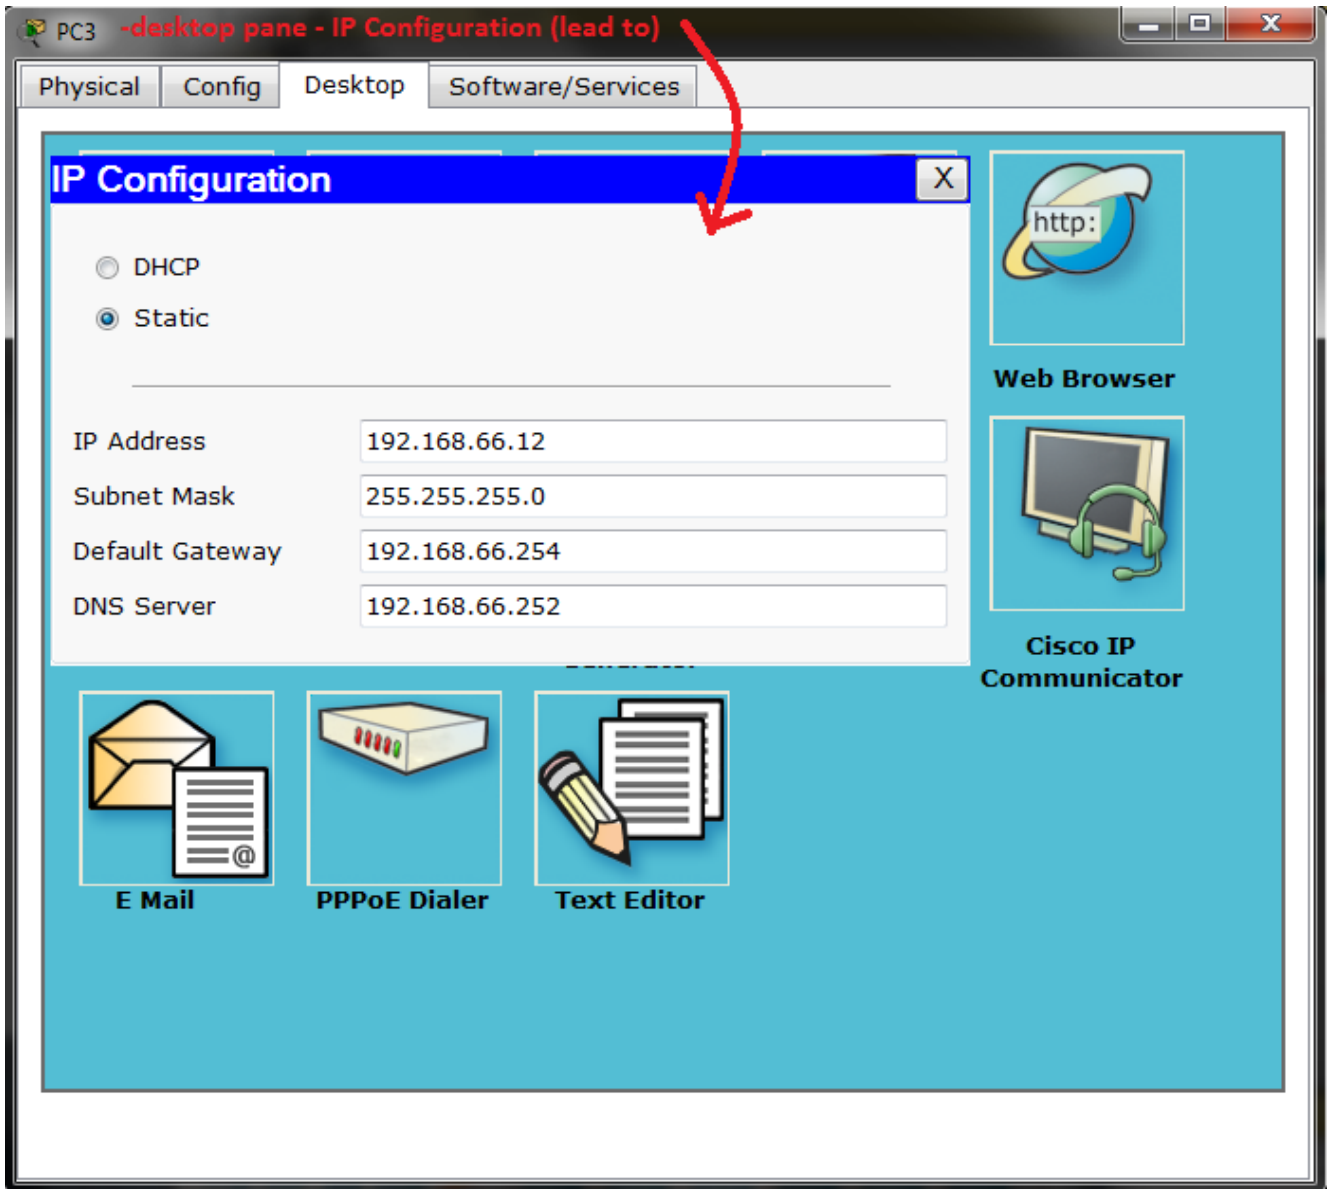 PC3 -desktop pane - IP Configuration (lead to)
Physical Config Desktop Software/Services
IP Configuration X
DHCP
Static
IP Address 192.168.66.12
Subnet Mask 255.255.255.0
Default Gateway 192.168.66.254
DNS Server 192.168.66.252
http:
Web Browser
Cisco IP
Communicator
@
E Mail PPPoE Dialer Text Editor